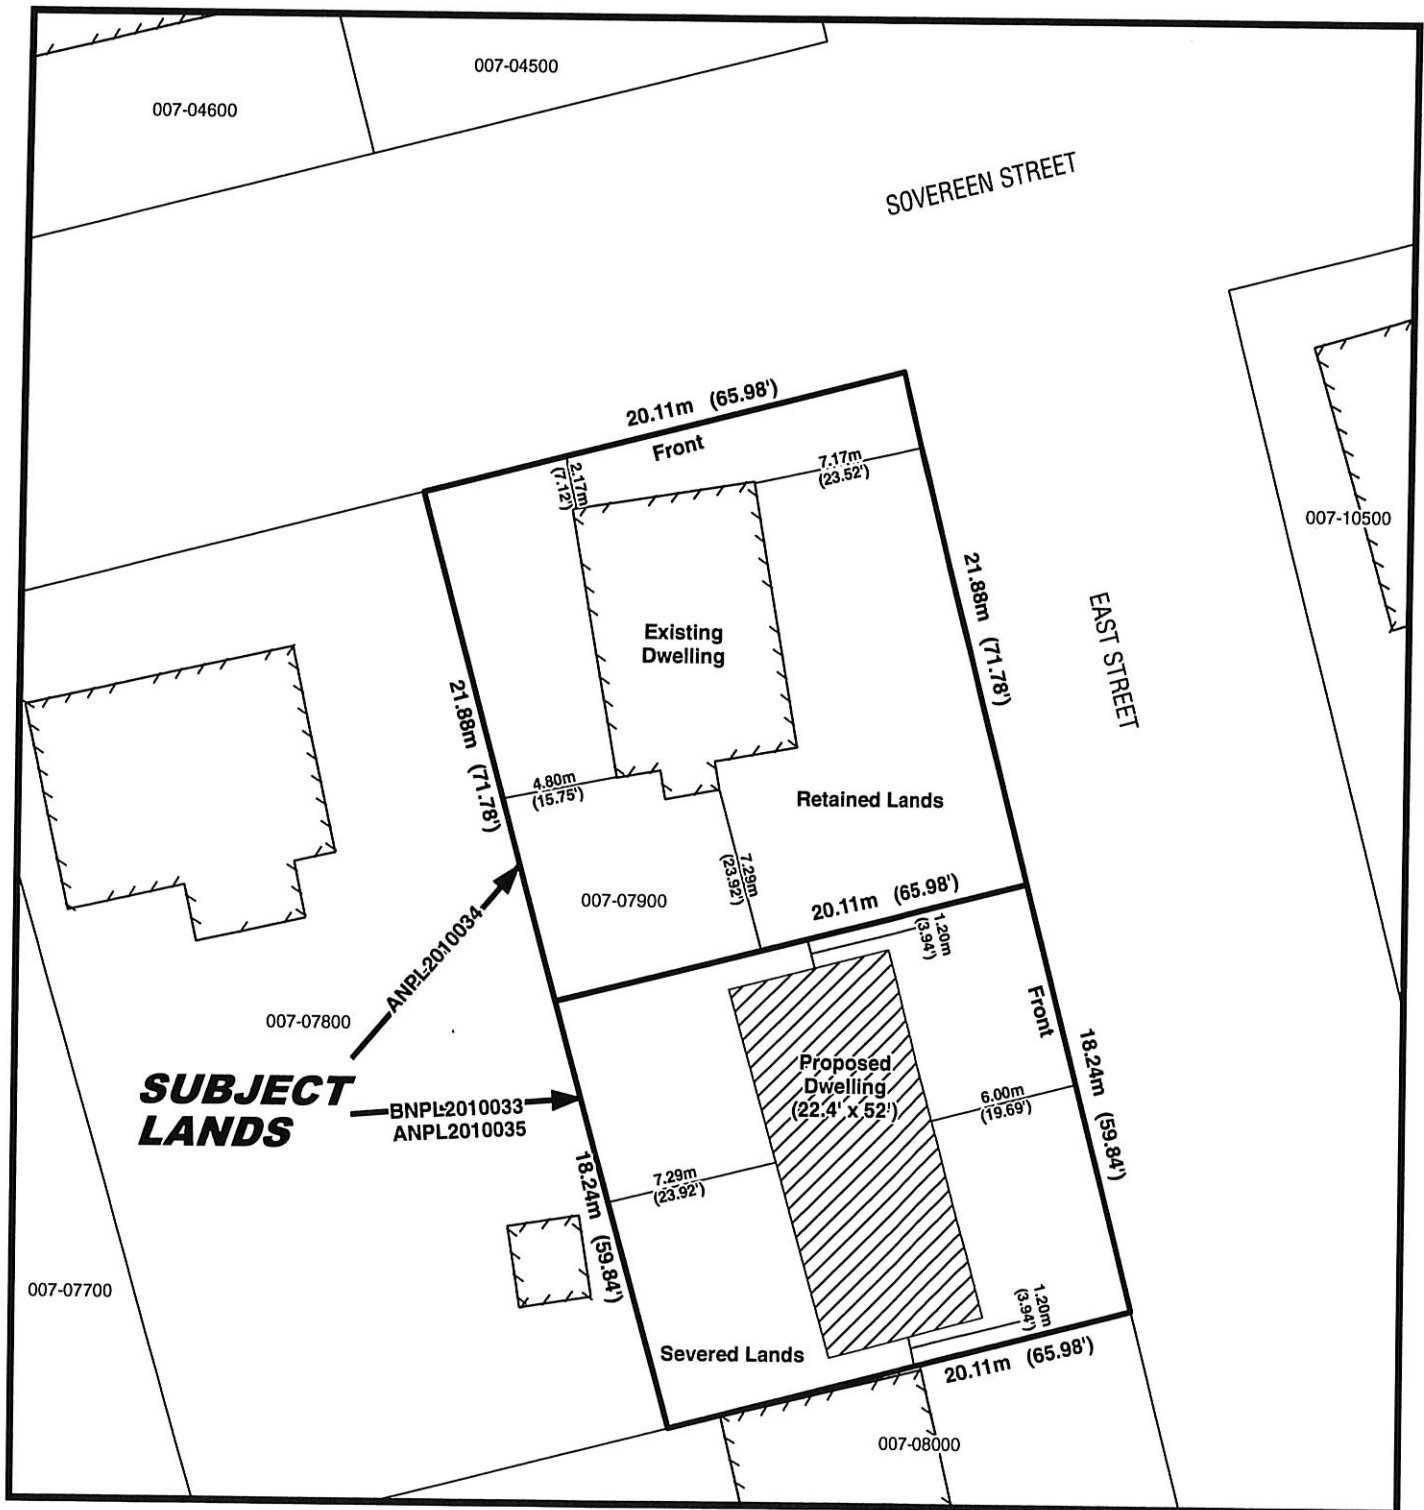 007-04500
007-04600
SOVEREEN STREET
20.11m (65.98')
Front
2.17m
(7.12')
7.17m
(23.52')
007-10500
21.88m (71.78')
EAST STREET
Existing
Dwelling
21.88m (71.78')
4.80m
(15.75')
Retained Lands
7.29m
(23.92')
007-07900
20.11m (65.98')
1.20m
(3.94')
ANPL2010034
007-07800
Front
SUBJECT
LANDS
BNPL2010033
ANPL2010035
Proposed
Dwelling
(22.4' x 52')
6.00m
(19.69')
18.24m (59.84')
7.29m
(23.92')
18.24m (59.84')
007-07700
1.20m
(3.94')
Severed Lands
20.11m (65.98')
007-08000